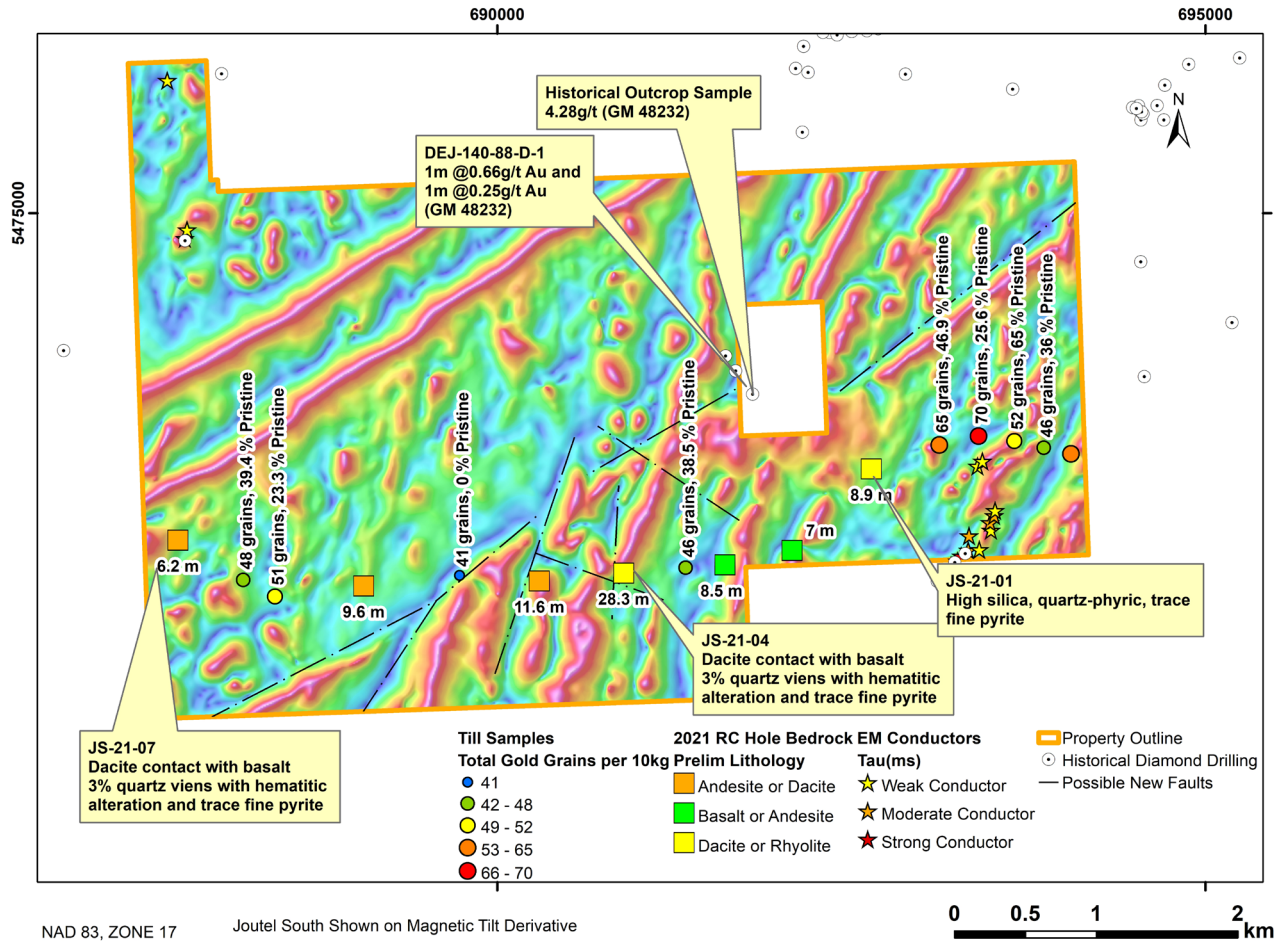 690000
695000
5475000
N
Historical Outcrop Sample
4.28g/t (GM 48232)
DEJ-140-88-D-1
1m @0.66g/t Au and
1m @0.25g/t Au
(GM 48232)
48 grains, 39.4 % Pristine
51 grains, 23.3 % Pristine
41 grains, 0 % Pristine
46 grains, 38.5 % Pristine
65 grains, 46.9 % Pristine
70 grains, 25.6 % Pristine
52 grains, 65 % Pristine
46 grains, 36 % Pristine
6.2 m
9.6 m
11.6 m
28.3 m
8.5 m
7 m
8.9 m
JS-21-01
High silica, quartz-phyric, trace
fine pyrite
JS-21-04
Dacite contact with basalt
3% quartz viens with hematitic
alteration and trace fine pyrite
JS-21-07
Dacite contact with basalt
3% quartz viens with hematitic
alteration and trace fine pyrite
Till Samples
Total Gold Grains per 10kg
41
42 - 48
49 - 52
53 - 65
66 - 70
2021 RC Hole Bedrock
Prelim Lithology
Andesite or Dacite
Basalt or Andesite
Dacite or Rhyolite
EM Conductors
Tau(ms)
Weak Conductor
Moderate Conductor
Strong Conductor
Property Outline
Historical Diamond Drilling
Possible New Faults
NAD 83, ZONE 17
Joutel South Shown on Magnetic Tilt Derivative
0 0.5 1 2
km